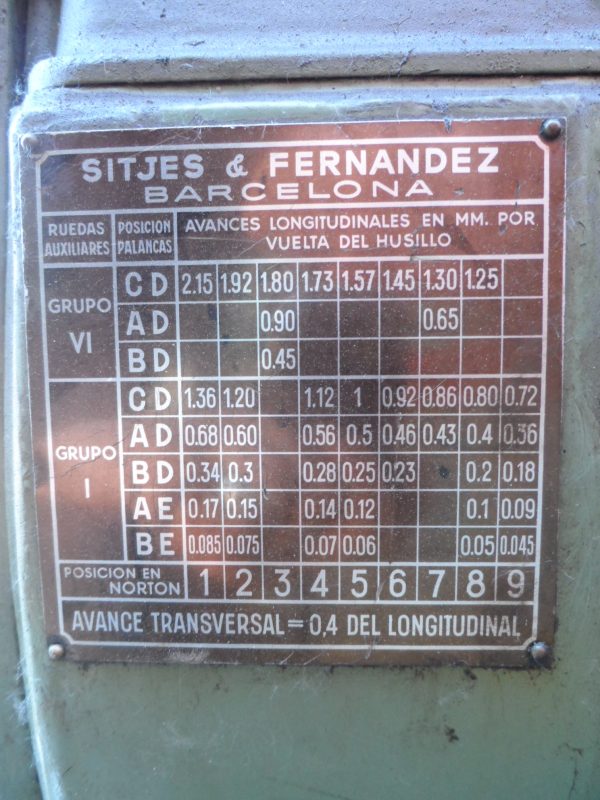 SITJES & FERNANDEZ
BARCELONA
RUEDAS AUXILIARES POSICION PALANCAS AVANCES LONGITUDINALES EN MM. POR VUELTA DEL HUSILLO
GRUPO VI
CD 2.15 1.92 1.80 1.73 1.57 1.45 1.30 1.25
AD 0.90 0.65
BD 0.45
GRUPO I
CD 1.36 1.20 1.12 1 0.92 0.86 0.80 0.72
AD 0.68 0.60 0.56 0.5 0.46 0.43 0.4 0.36
BD 0.34 0.3 0.28 0.25 0.23 0.2 0.18
AE 0.17 0.15 0.14 0.12 0.1 0.09
BE 0.085 0.075 0.07 0.06 0.05 0.045
POSICION EN NORTON 1 2 3 4 5 6 7 8 9
AVANCE TRANSVERSAL = 0,4 DEL LONGITUDINAL